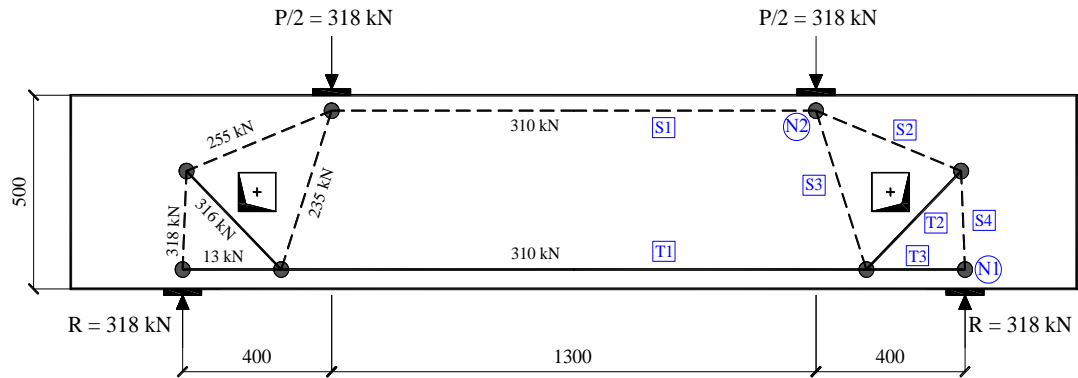 P/2 = 318 kN
P/2 = 318 kN
255 kN
310 kN
S1
N2
S2
S3
500
235 kN
316 kN
318 kN
T2
S4
13 kN
310 kN
T1
T3
N1
R = 318 kN
R = 318 kN
400
1300
400